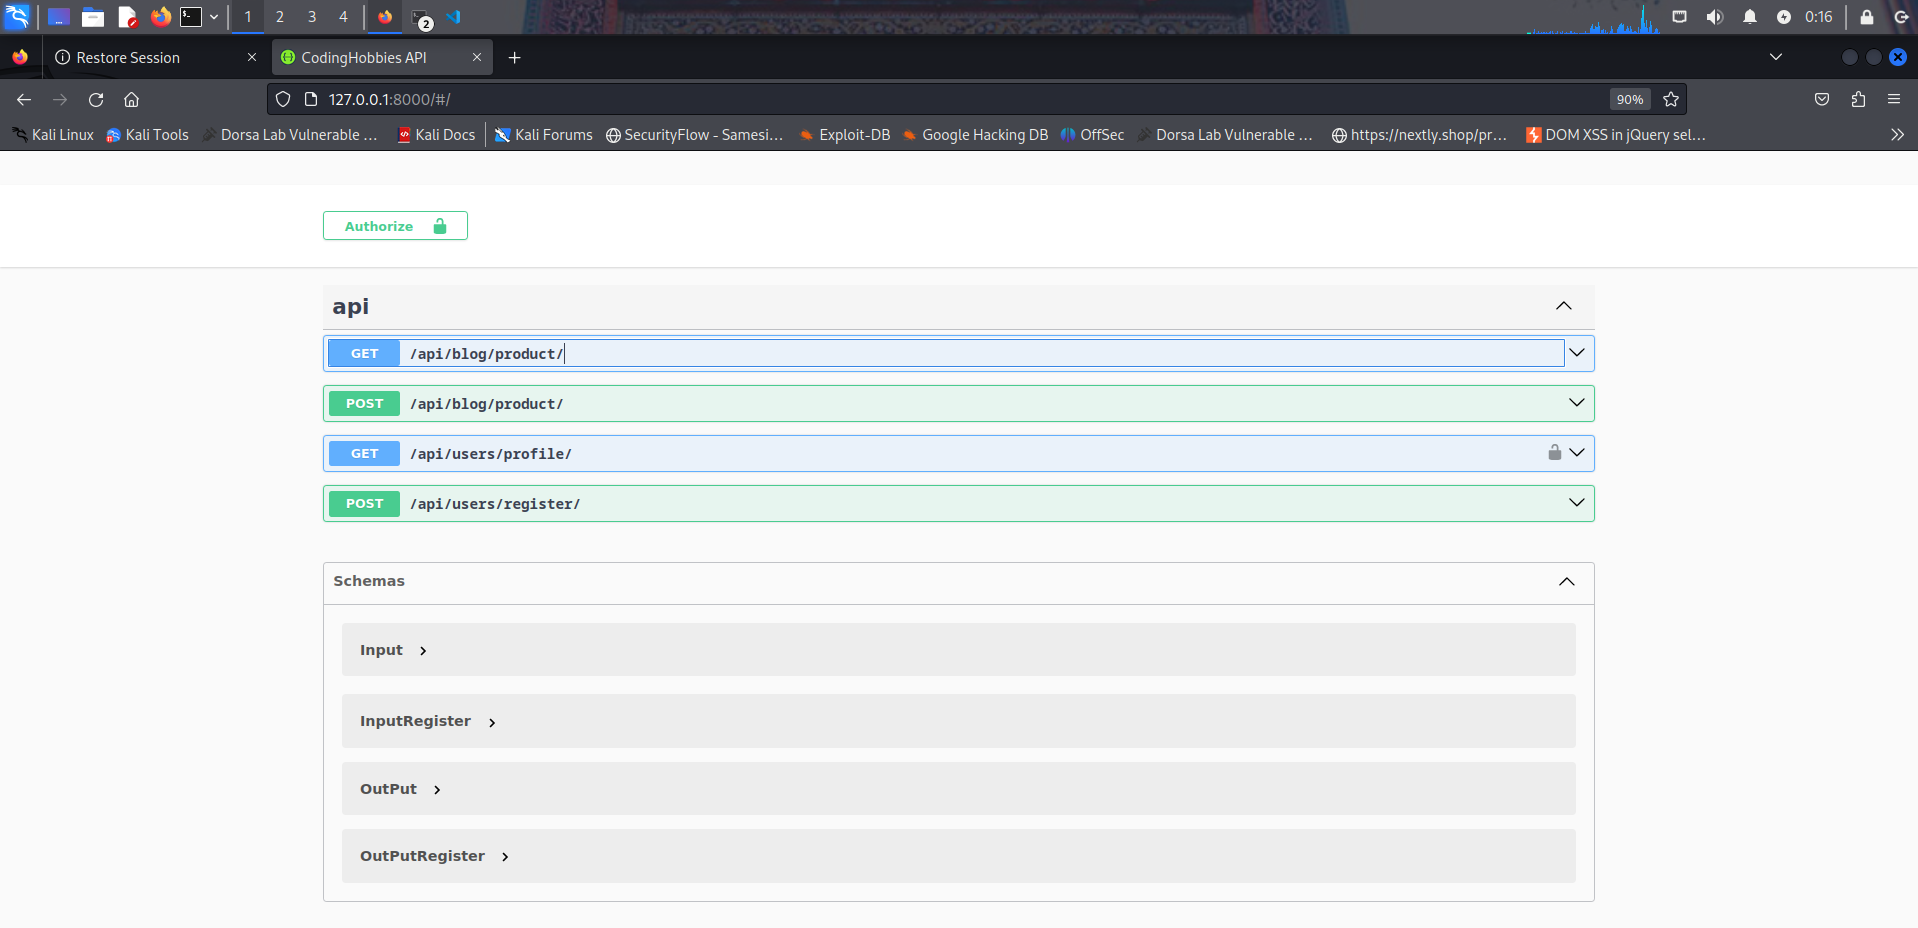 1 2 3 4 2 0:16
Restore Session CodingHobbies API
127.0.0.1:8000/#/ 90%
Kali Linux Kali Tools Dorsa Lab Vulnerable ... Kali Docs Kali Forums SecurityFlow - Samesi... Exploit-DB Google Hacking DB OffSec Dorsa Lab Vulnerable ... https://nextly.shop/pr... DOM XSS in jQuery sel...
Authorize
api
GET /api/blog/product/
POST /api/blog/product/
GET /api/users/profile/
POST /api/users/register/
Schemas
Input
InputRegister
OutPut
OutPutRegister